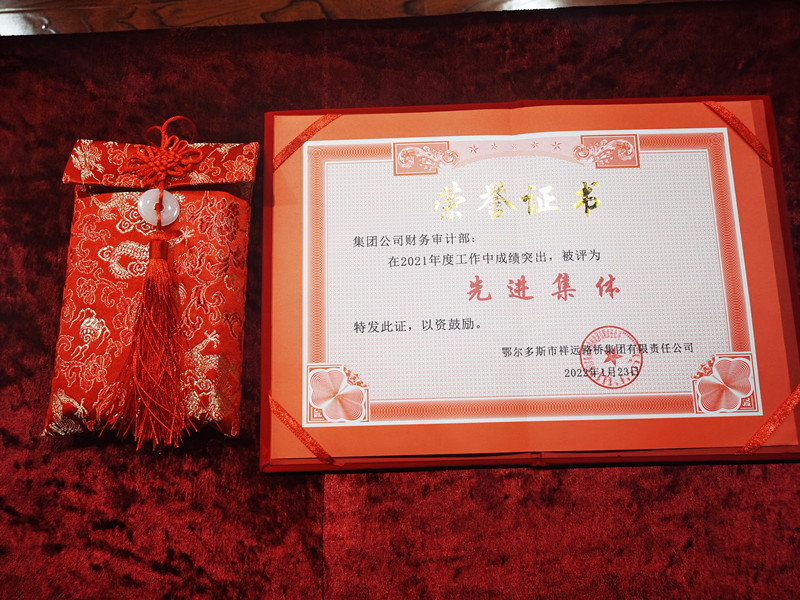 荣誉证书
集团公司财务审计部：
在2021年度工作中成绩突出，被评为
先进集体
特发此证，以资鼓励。
鄂尔多斯市祥远路桥集团有限责任公司
2022年1月23日